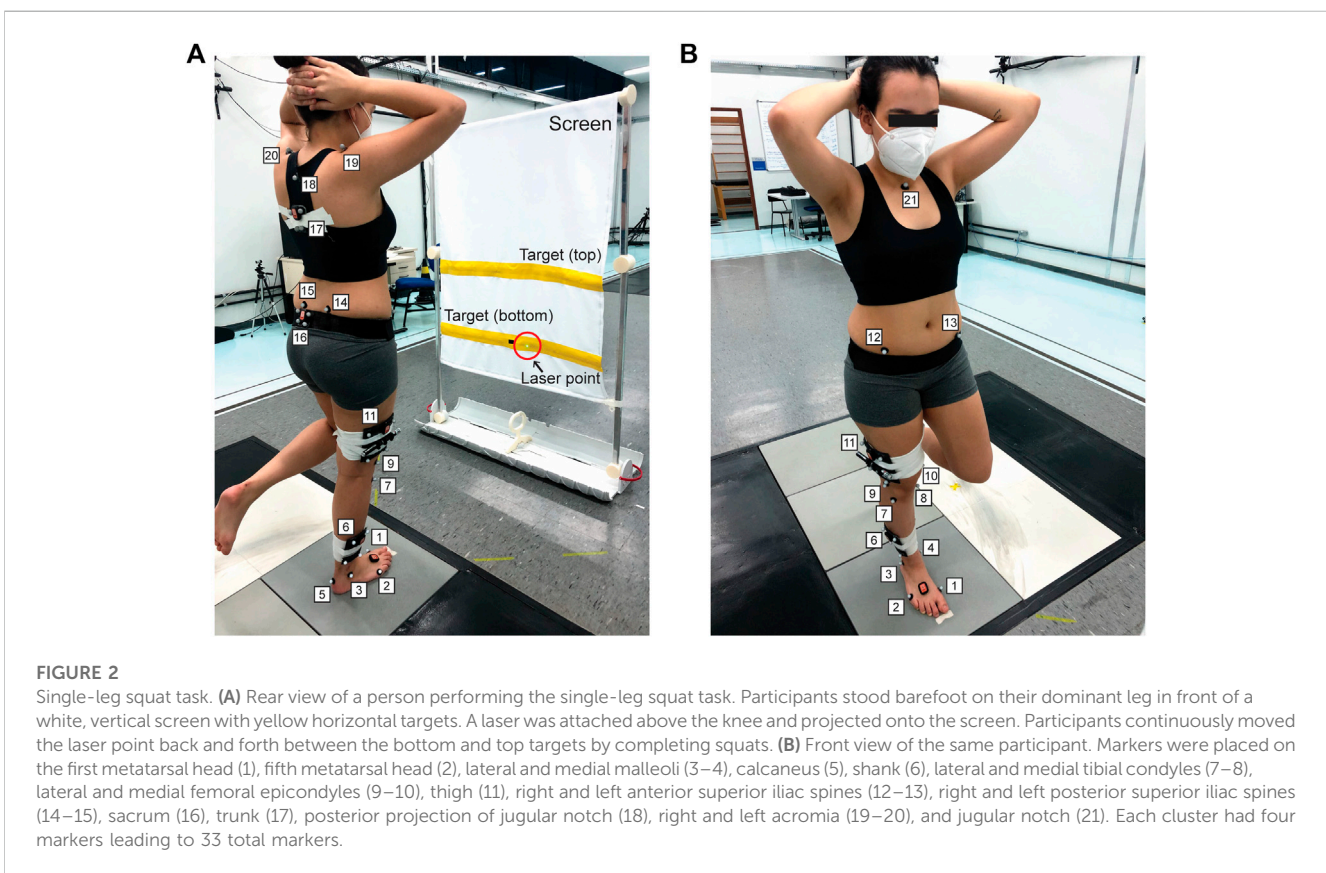 A
B
Screen
20
19
18
17
21
Target (top)
15
14
Target (bottom)
16
Laser point
12
13
11
11
9
7
10
9
8
7
6
1
6
4
3
5
3
2
2
1
FIGURE 2
Single-leg squat task. (A) Rear view of a person performing the single-leg squat task. Participants stood barefoot on their dominant leg in front of a
white, vertical screen with yellow horizontal targets. A laser was attached above the knee and projected onto the screen. Participants continuously moved
the laser point back and forth between the bottom and top targets by completing squats. (B) Front view of the same participant. Markers were placed on
the first metatarsal head (1), fifth metatarsal head (2), lateral and medial malleoli (3–4), calcaneus (5), shank (6), lateral and medial tibial condyles (7–8),
lateral and medial femoral epicondyles (9–10), thigh (11), right and left anterior superior iliac spines (12–13), right and left posterior superior iliac spines
(14–15), sacrum (16), trunk (17), posterior projection of jugular notch (18), right and left acromia (19–20), and jugular notch (21). Each cluster had four
markers leading to 33 total markers.